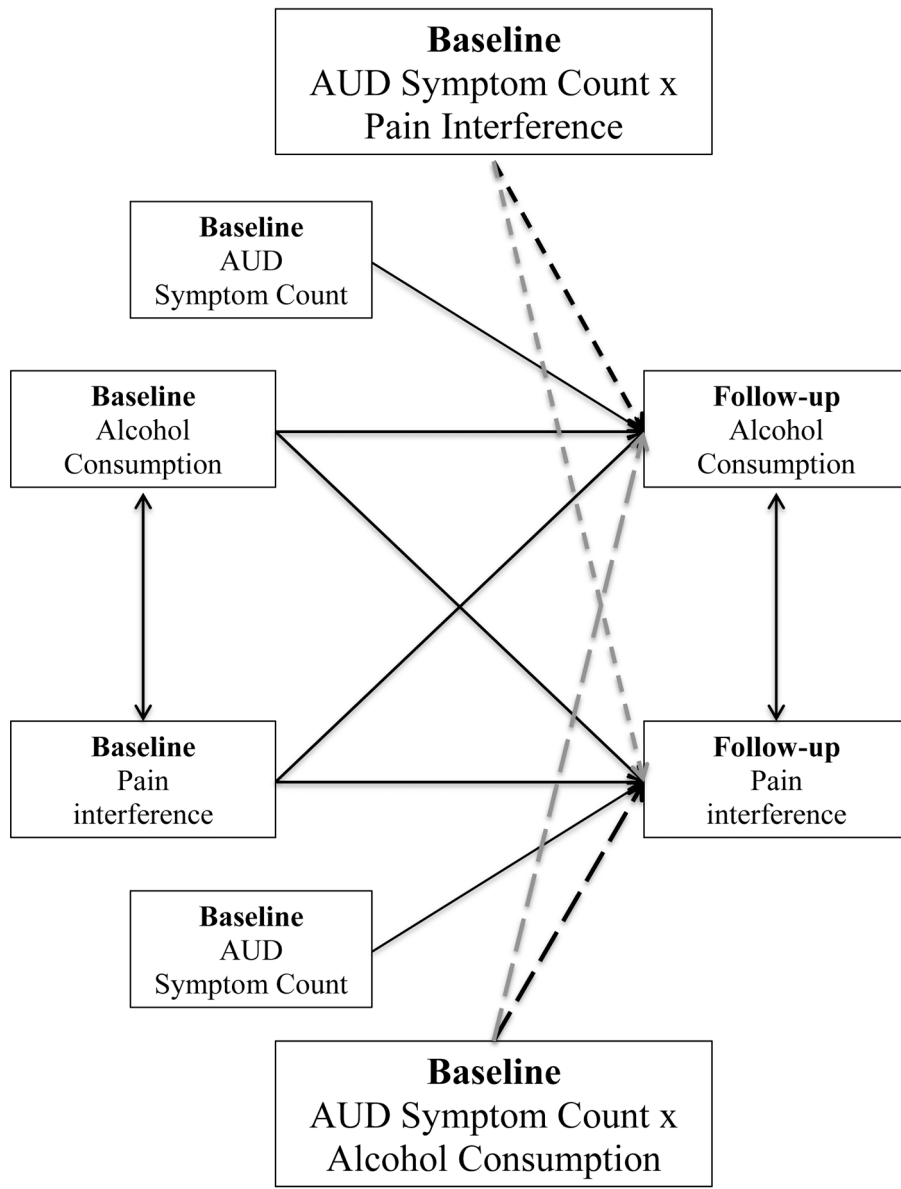 Baseline
AUD Symptom Count x
Pain Interference
Baseline
AUD
Symptom Count
Baseline
Alcohol
Consumption
Follow-up
Alcohol
Consumption
Baseline
Pain
interference
Follow-up
Pain
interference
Baseline
AUD
Symptom Count
Baseline
AUD Symptom Count x
Alcohol Consumption